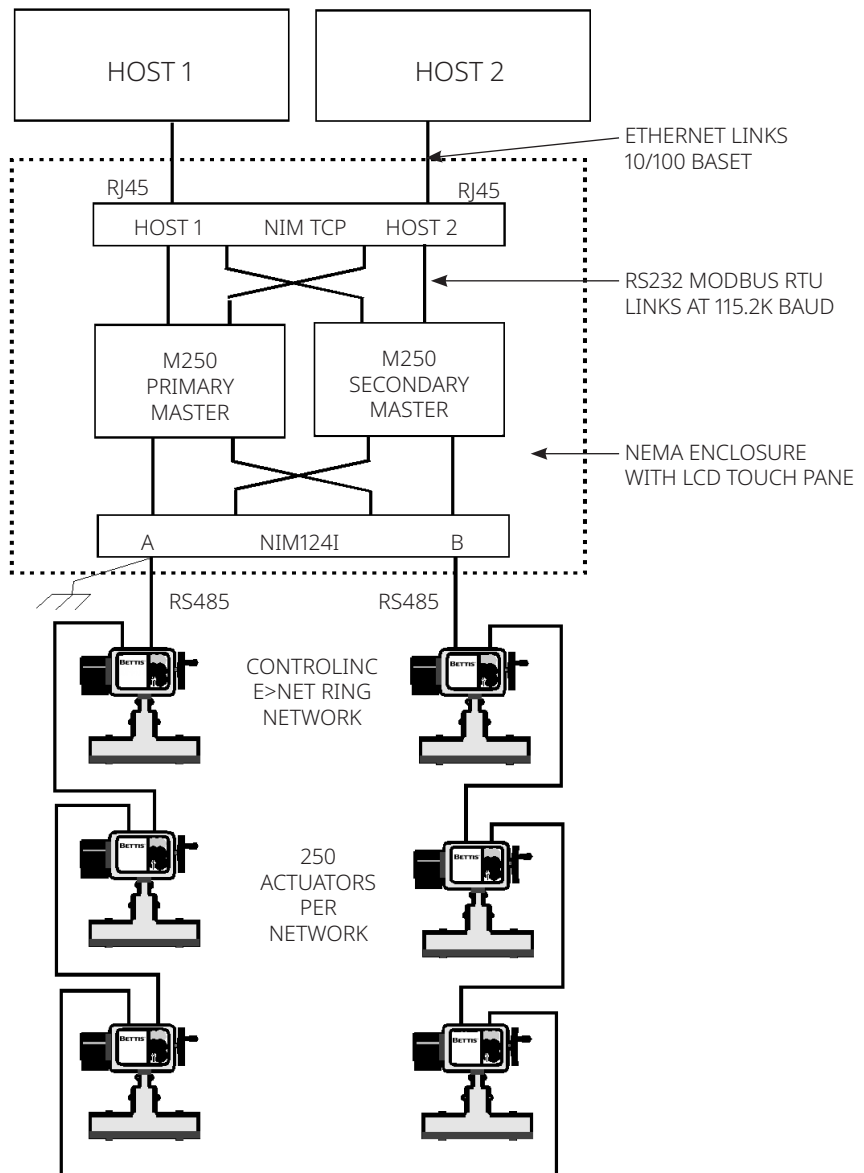 HOST 1
HOST 2
ETHERNET LINKS
10/100 BASET
RJ45
RJ45
HOST 1
NIM TCP
HOST 2
RS232 MODBUS RTU
LINKS AT 115.2K BAUD
M250
PRIMARY
MASTER
M250
SECONDARY
MASTER
NEMA ENCLOSURE
WITH LCD TOUCH PANE
A
NIM124I
B
RS485
RS485
BETTIS
CONTROLINC
E>NET RING
NETWORK
BETTIS
BETTIS
250
ACTUATORS
PER
NETWORK
BETTIS
BETTIS
BETTIS